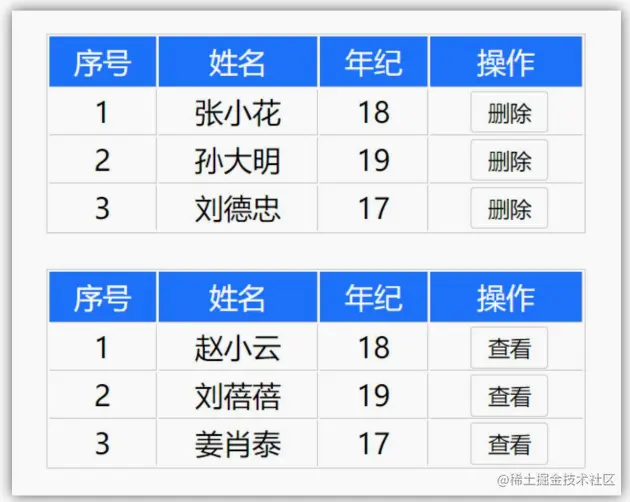 序号 姓名 年纪 操作
1 张小花 18 删除
2 孙大明 19 删除
3 刘德忠 17 删除
序号 姓名 年纪 操作
1 赵小云 18 查看
2 刘蓓蓓 19 查看
3 姜肖泰 17 查看
@稀土掘金技术社区